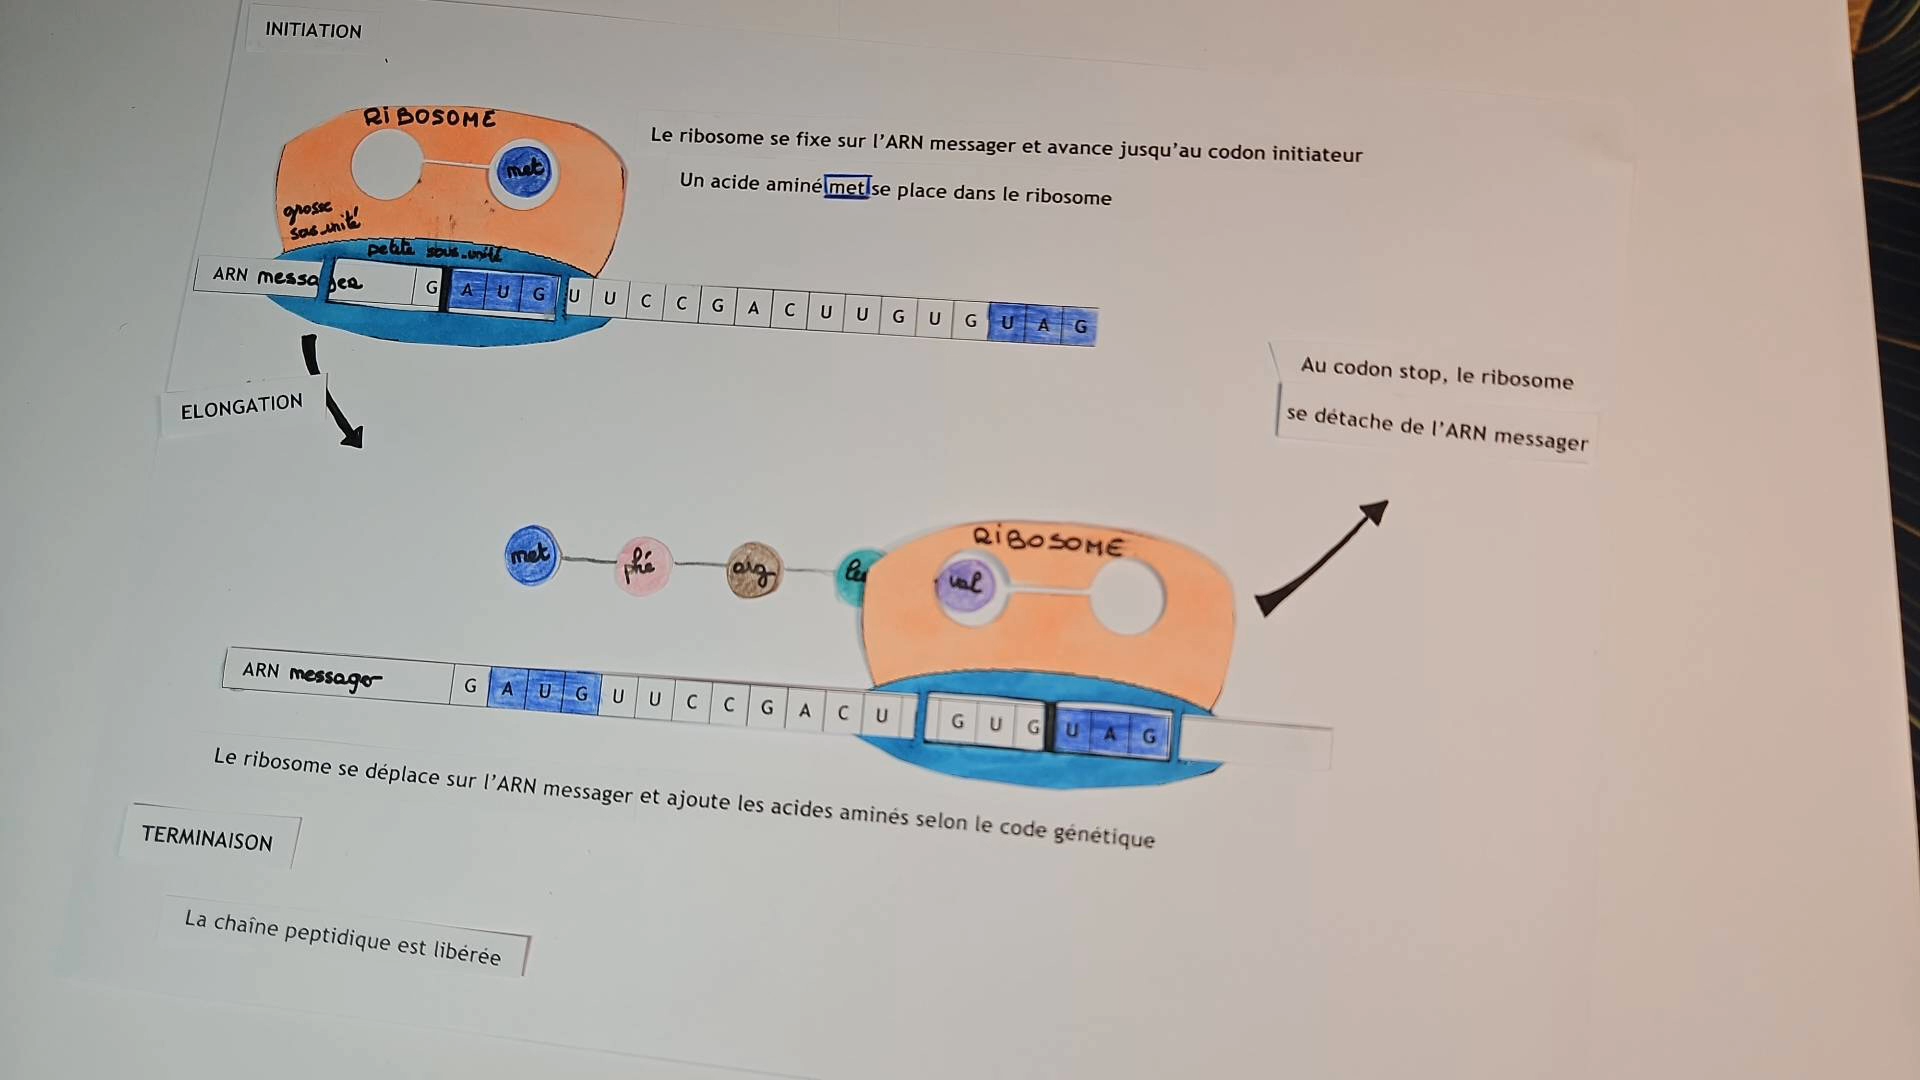 INITIATION
RIBOSOME
met
grosse
sous unité
petite sous-unité
Le ribosome se fixe sur l'ARN messager et avance jusqu'au codon initiateur
Un acide aminé met se place dans le ribosome
ARN messager G A U G U U C C G A C U U G U G U A G
ELONGATION
Au codon stop, le ribosome
se détache de l'ARN messager
RIBOSOME
met phé arg val
ARN messager G A U G U U C C G A C U G U G U A G
Le ribosome se déplace sur l'ARN messager et ajoute les acides aminés selon le code génétique
TERMINAISON
La chaîne peptidique est libérée